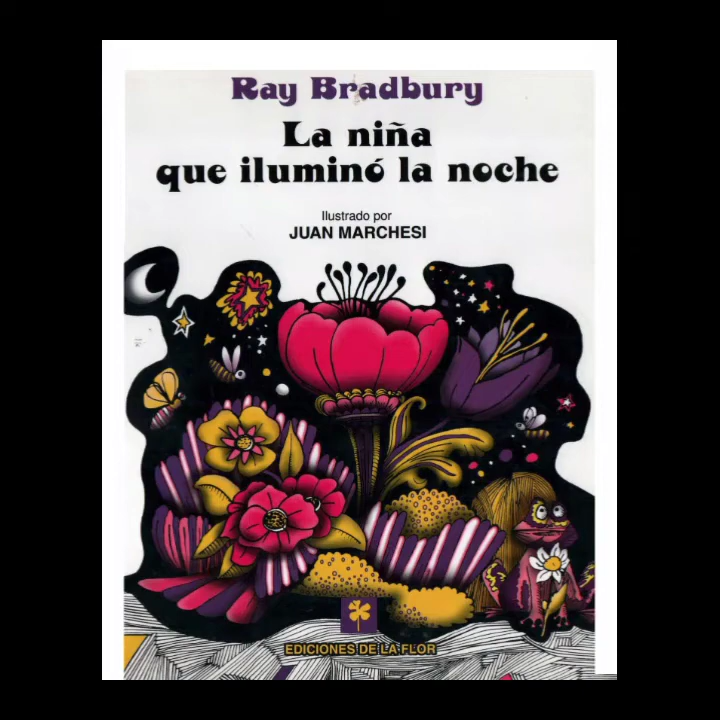 Ray Bradbury
La niña
que iluminó la noche
Ilustrado por
JUAN MARCHESI
EDICIONES DE LA FLOR